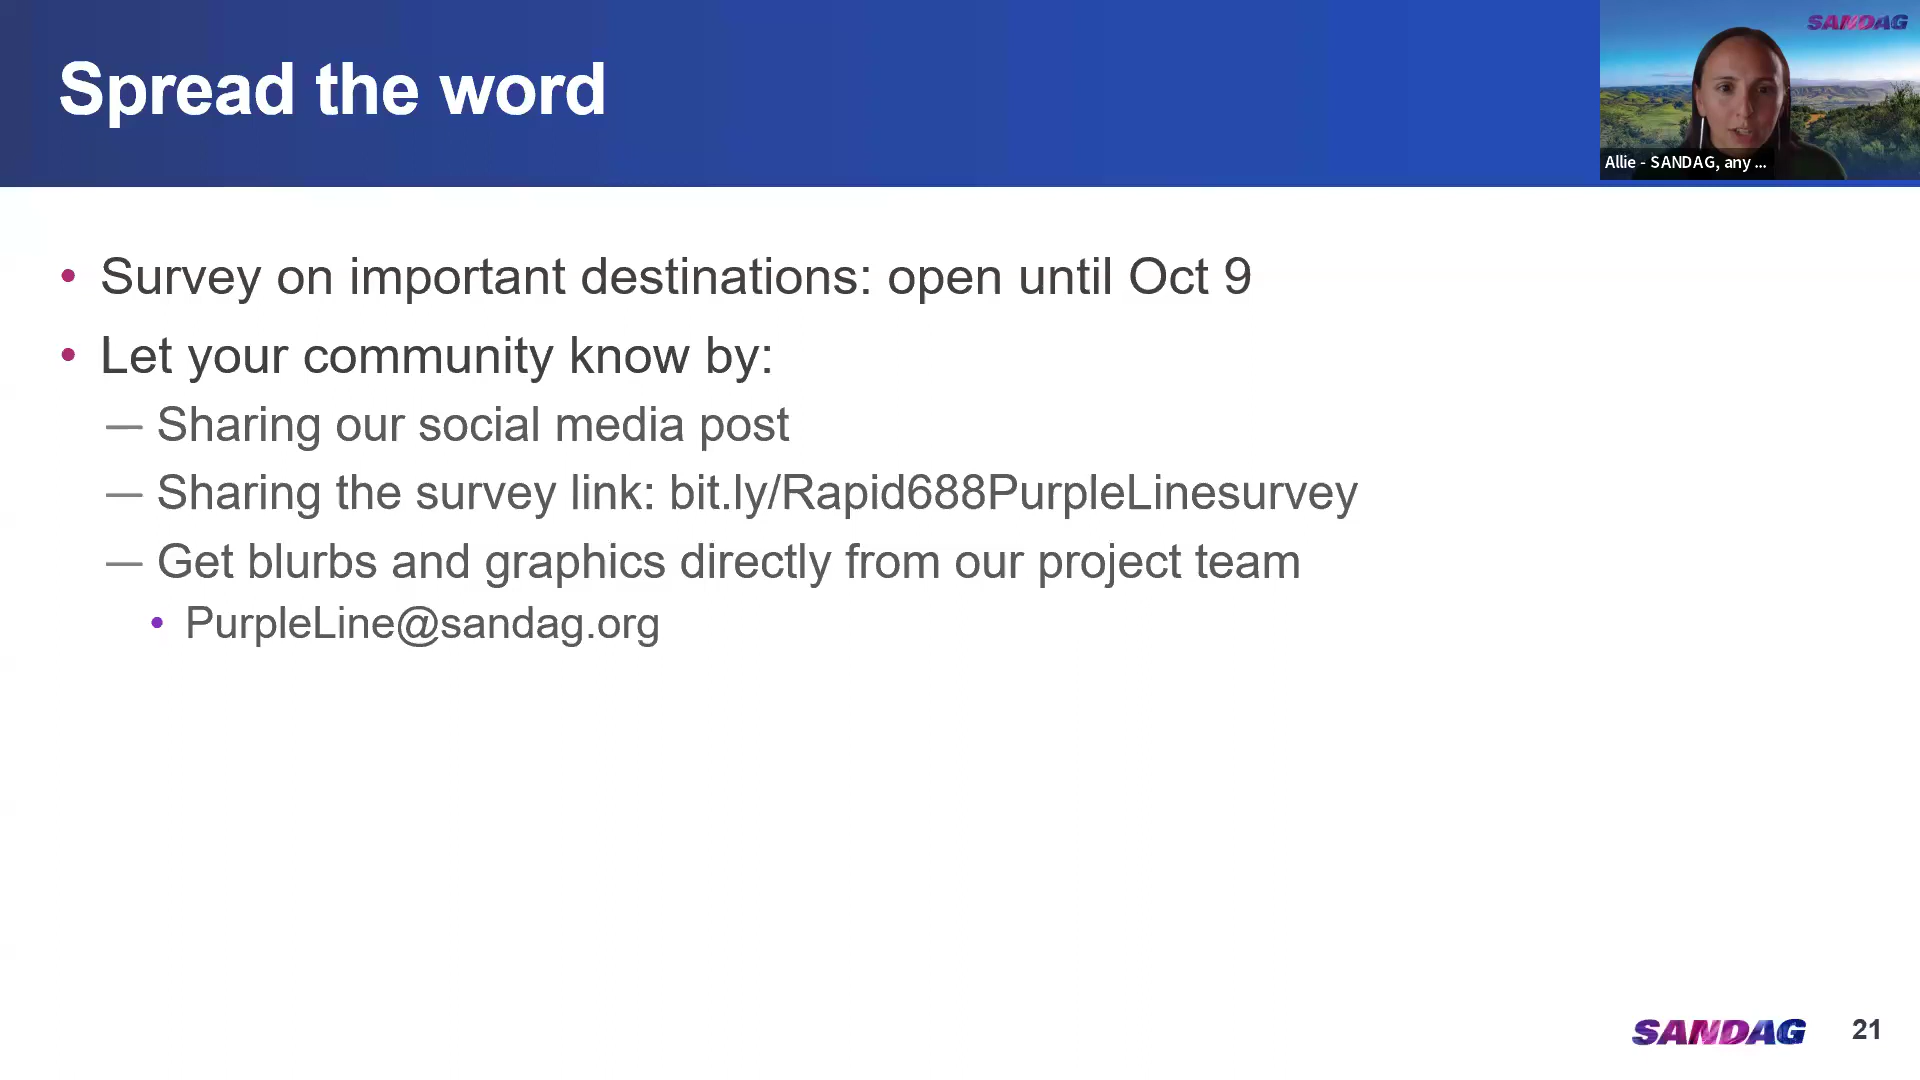 Spread the word
SANDAG
Allie - SANDAG, any ...
• Survey on important destinations: open until Oct 9
• Let your community know by:
— Sharing our social media post
— Sharing the survey link: bit.ly/Rapid688PurpleLinesurvey
— Get blurbs and graphics directly from our project team
• PurpleLine@sandag.org
SANDAG
21